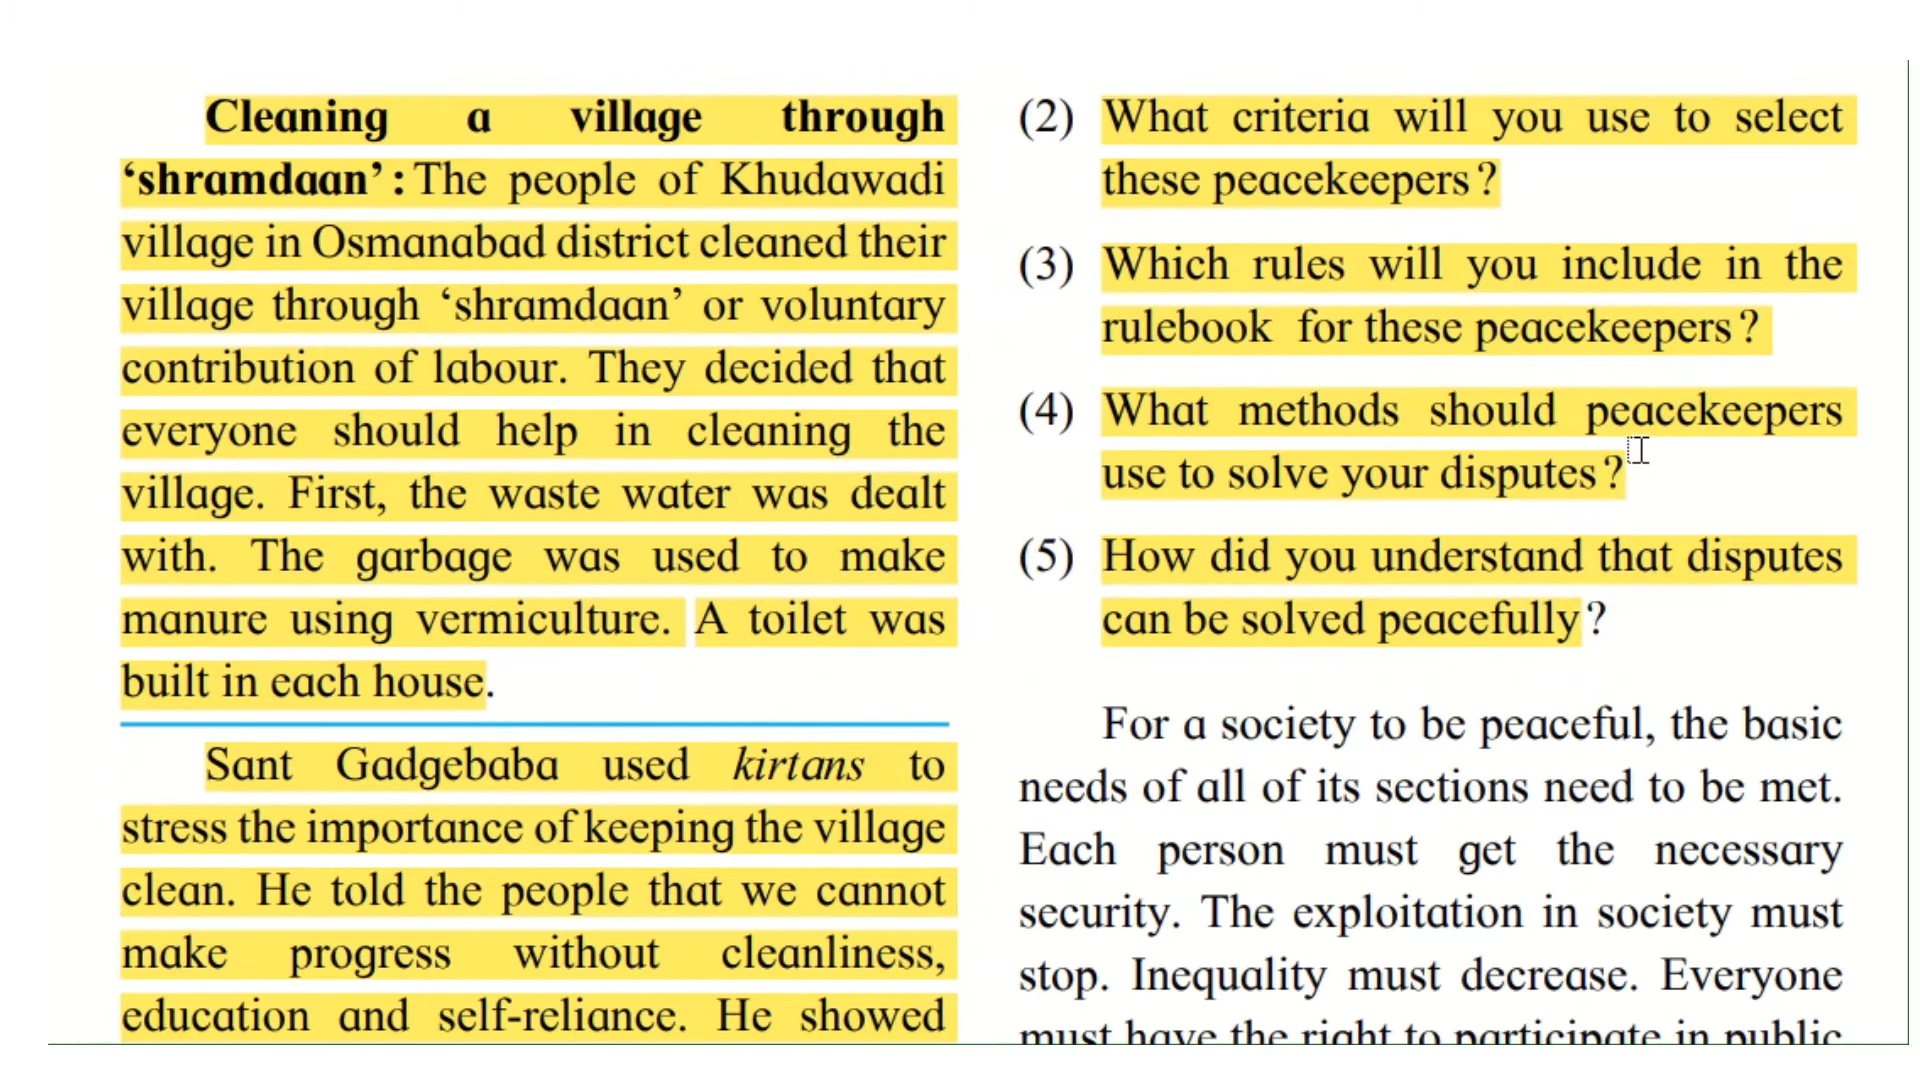 Cleaning a village through
‘shramdaan’ : The people of Khudawadi
village in Osmanabad district cleaned their
village through ‘shramdaan’ or voluntary
contribution of labour. They decided that
everyone should help in cleaning the
village. First, the waste water was dealt
with. The garbage was used to make
manure using vermiculture. A toilet was
built in each house.
Sant Gadgebaba used kirtans to
stress the importance of keeping the village
clean. He told the people that we cannot
make progress without cleanliness,
education and self-reliance. He showed
(2) What criteria will you use to select
these peacekeepers ?
(3) Which rules will you include in the
rulebook for these peacekeepers ?
(4) What methods should peacekeepers
use to solve your disputes ?
(5) How did you understand that disputes
can be solved peacefully ?
For a society to be peaceful, the basic
needs of all of its sections need to be met.
Each person must get the necessary
security. The exploitation in society must
stop. Inequality must decrease. Everyone
must have the right to participate in public